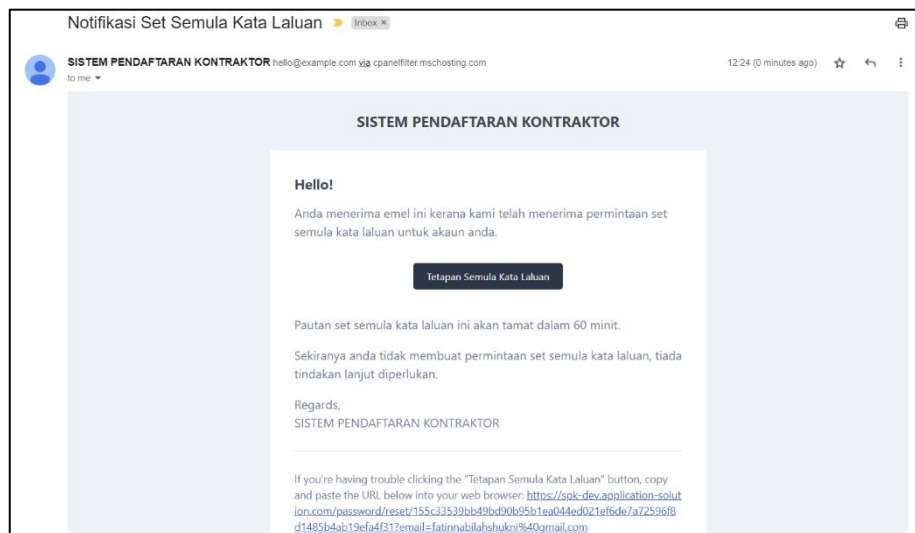 Notifikasi Set Semula Kata Laluan
Inbox ×
SISTEM PENDAFTARAN KONTRAKTOR hello@example.com via cpanelfilter.mschosting.com
12:24 (0 minutes ago)
to me
SISTEM PENDAFTARAN KONTRAKTOR
Hello!
Anda menerima emel ini kerana kami telah menerima permintaan set
semula kata laluan untuk akaun anda.
Tetapan Semula Kata Laluan
Pautan set semula kata laluan ini akan tamat dalam 60 minit.
Sekiranya anda tidak membuat permintaan set semula kata laluan, tiada
tindakan lanjut diperlukan.
Regards,
SISTEM PENDAFTARAN KONTRAKTOR
If you're having trouble clicking the "Tetapan Semula Kata Laluan" button, copy
and paste the URL below into your web browser: https://spk-dev.application-solut
ion.com/password/reset/155c33539bb49bd90b95b1ea044ed021ef6de7a72596f8
d1485b4ab19efa4f31?email=fatinnabilahshukni%40gmail.com